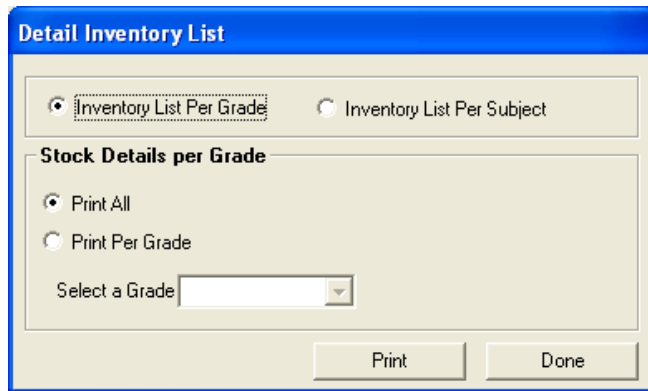 Detail Inventory List
Inventory List Per Grade Inventory List Per Subject
Stock Details per Grade
Print All
Print Per Grade
Select a Grade
Print Done